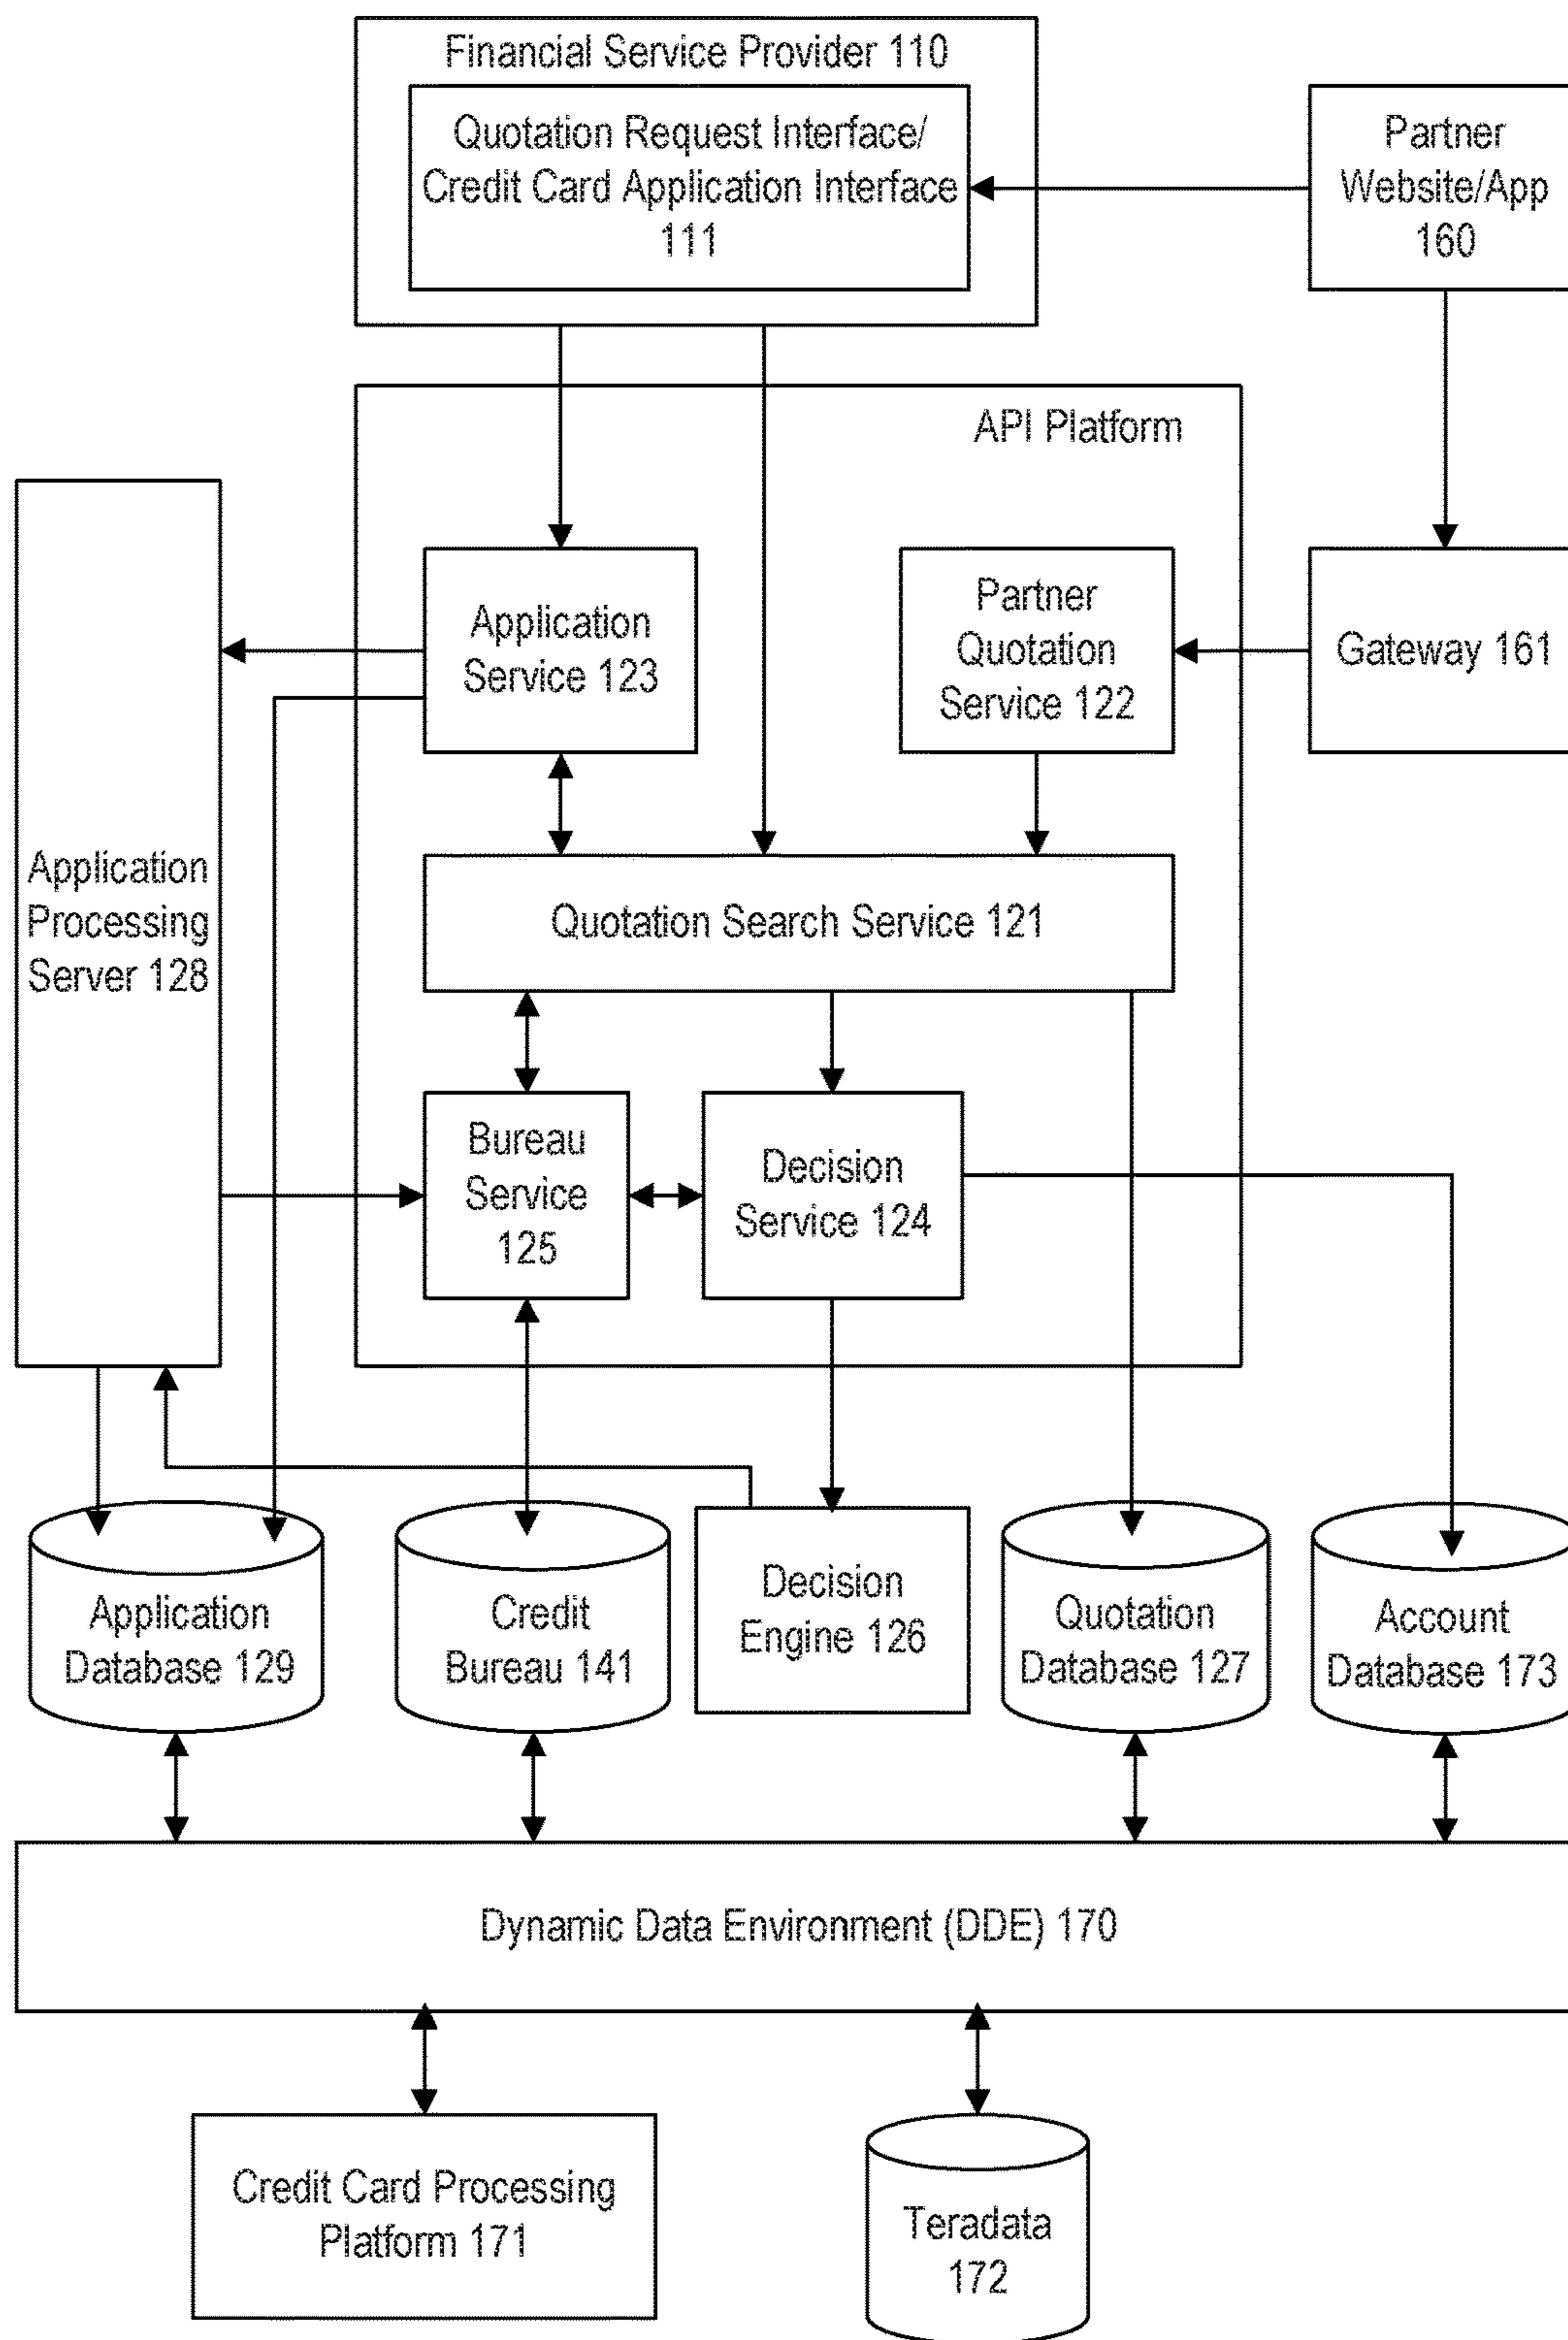 Financial Service Provider 110
Quotation Request Interface/
Credit Card Application Interface
111
Partner
Website/App
160
API Platform
Application
Service 123
Partner
Quotation
Service 122
Gateway 161
Application
Processing
Server 128
Quotation Search Service 121
Bureau
Service
125
Decision
Service 124
Application
Database 129
Credit
Bureau 141
Decision
Engine 126
Quotation
Database 127
Account
Database 173
Dynamic Data Environment (DDE) 170
Credit Card Processing
Platform 171
Teradata
172